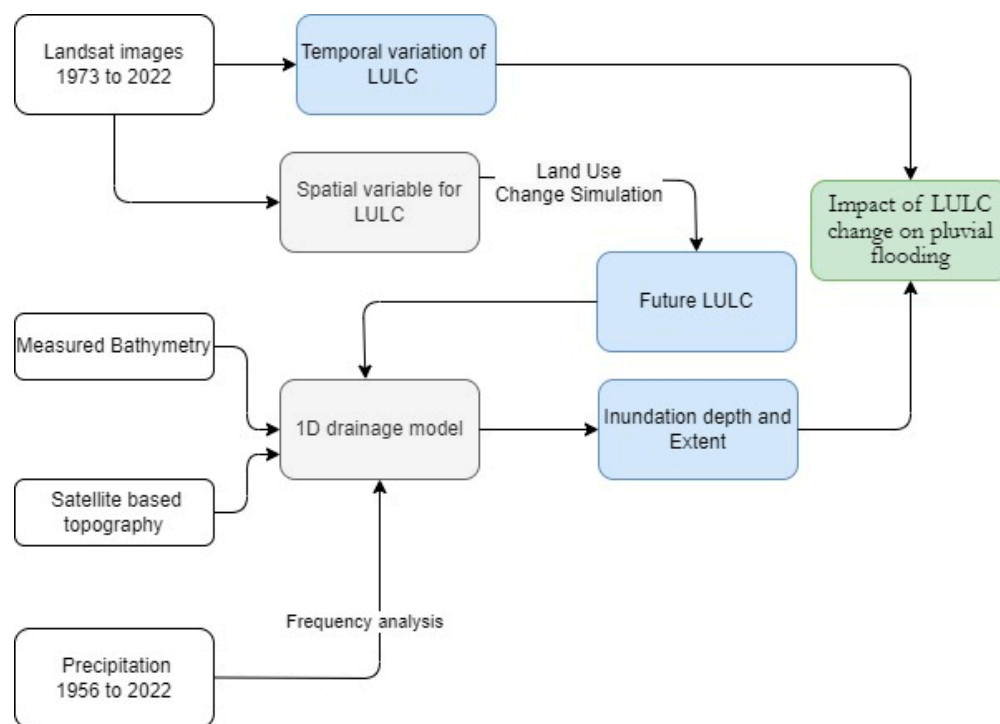 Landsat images
1973 to 2022
Temporal variation of
LULC
Spatial variable for
LULC
Land Use
Change Simulation
Impact of LULC
change on pluvial
flooding
Future LULC
Measured Bathymetry
1D drainage model
Inundation depth and
Extent
Satellite based
topography
Frequency analysis
Precipitation
1956 to 2022